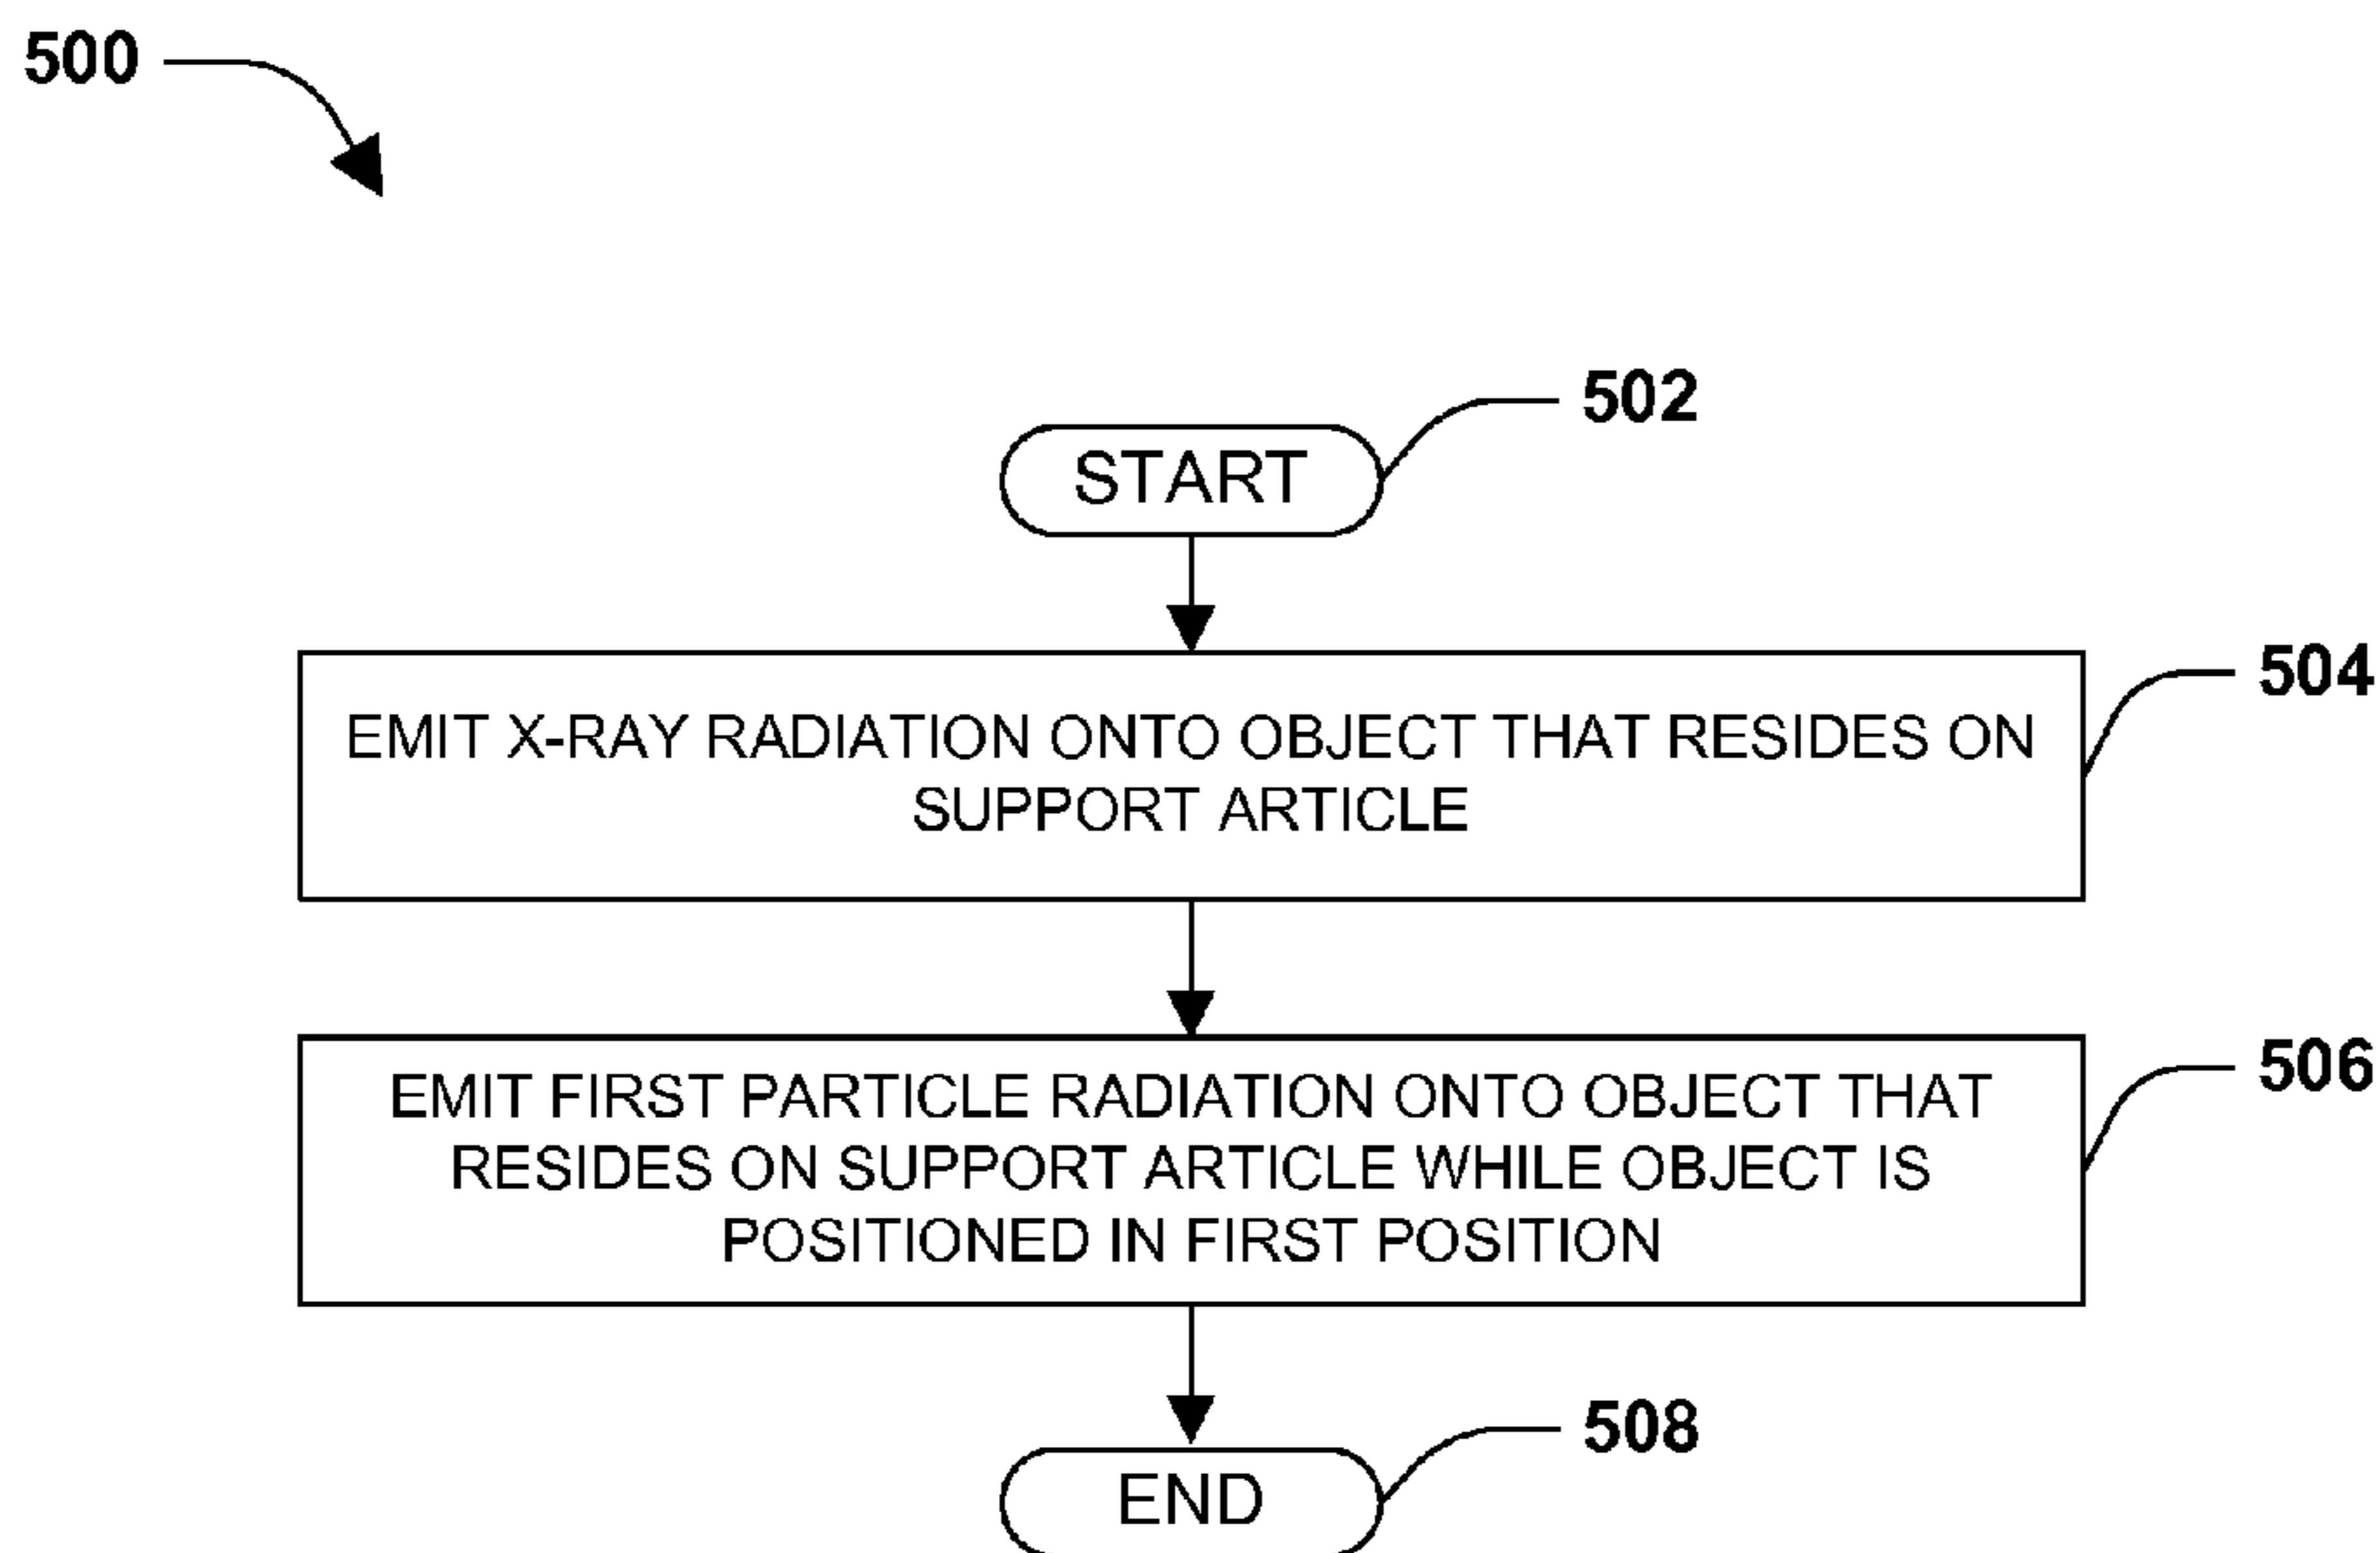 500
502
START
504
EMIT X-RAY RADIATION ONTO OBJECT THAT RESIDES ON
SUPPORT ARTICLE
506
EMIT FIRST PARTICLE RADIATION ONTO OBJECT THAT
RESIDES ON SUPPORT ARTICLE WHILE OBJECT IS
POSITIONED IN FIRST POSITION
508
END